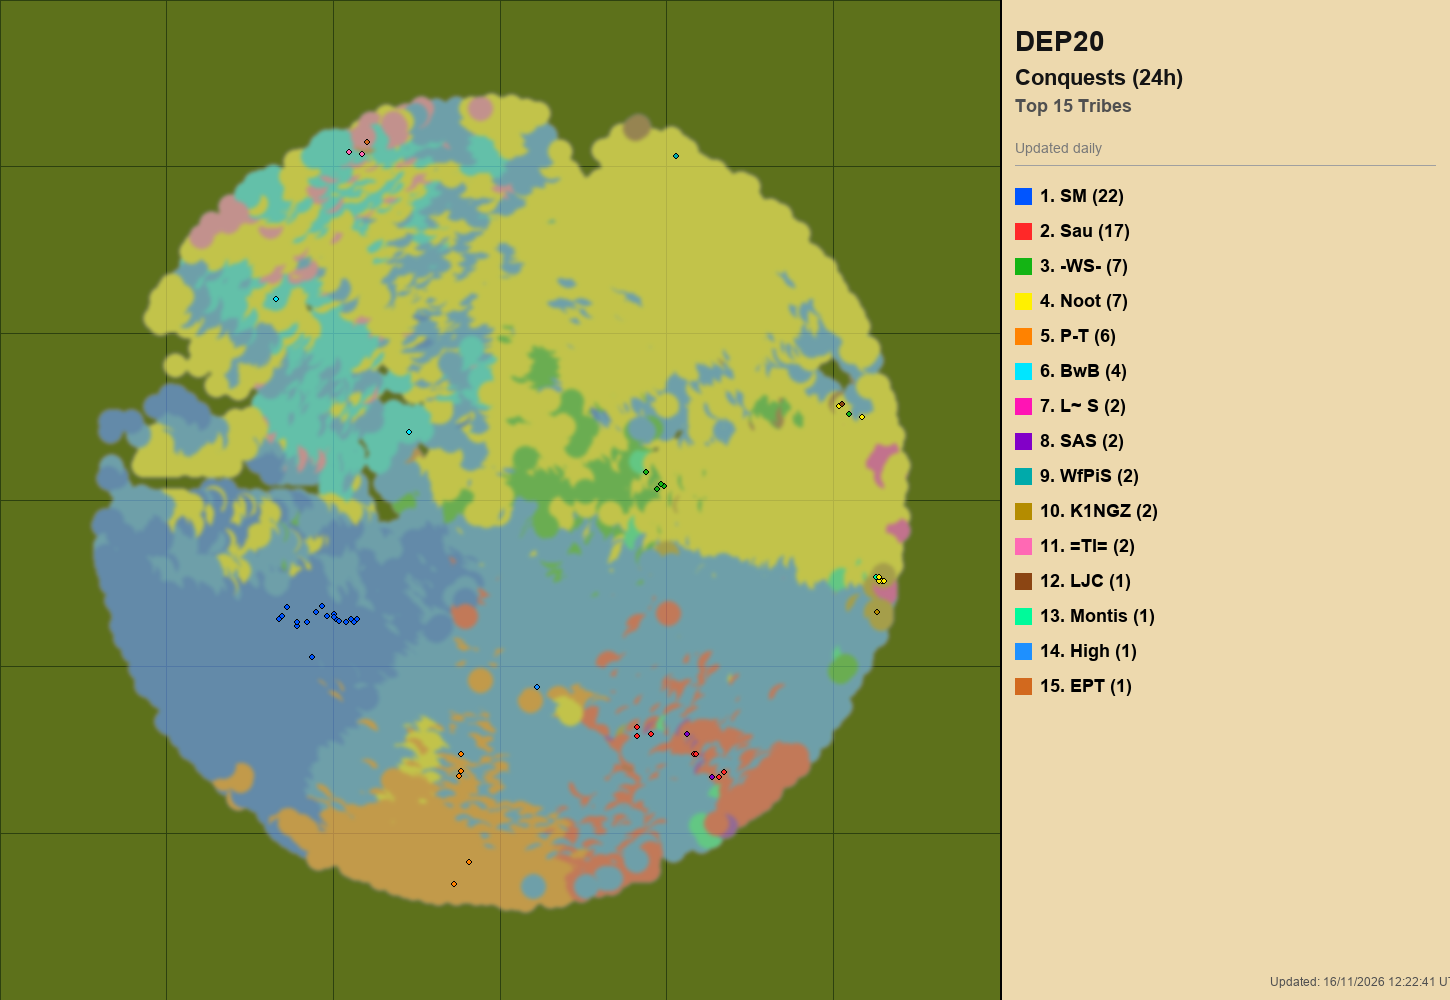 DEP20
Conquests (24h)
Top 15 Tribes
Updated daily
1. SM (22)
2. Sau (17)
3. -WS- (7)
4. Noot (7)
5. P-T (6)
6. BwB (4)
7. L~ S (2)
8. SAS (2)
9. WfPiS (2)
10. K1NGZ (2)
11. =TI= (2)
12. LJC (1)
13. Montis (1)
14. High (1)
15. EPT (1)
Updated: 16/11/2026 12:22:41